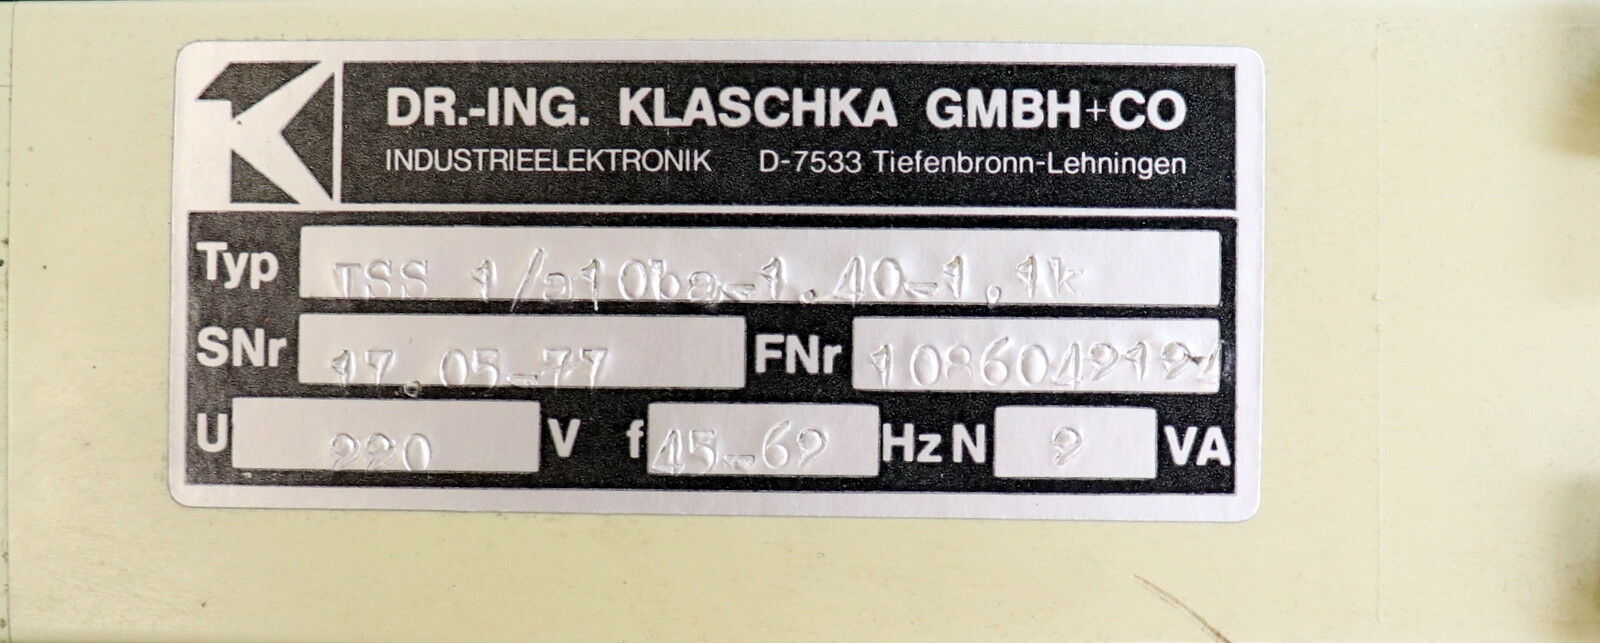 DR.-ING. KLASCHKA GMBH+CO
INDUSTRIEELEKTRONIK D-7533 Tiefenbronn-Lehningen
Typ TSS 1/a10ba-1.40-1,1k
SNr 17.05-77 FNr
U 220 V f 45-62 Hz N 2 VA